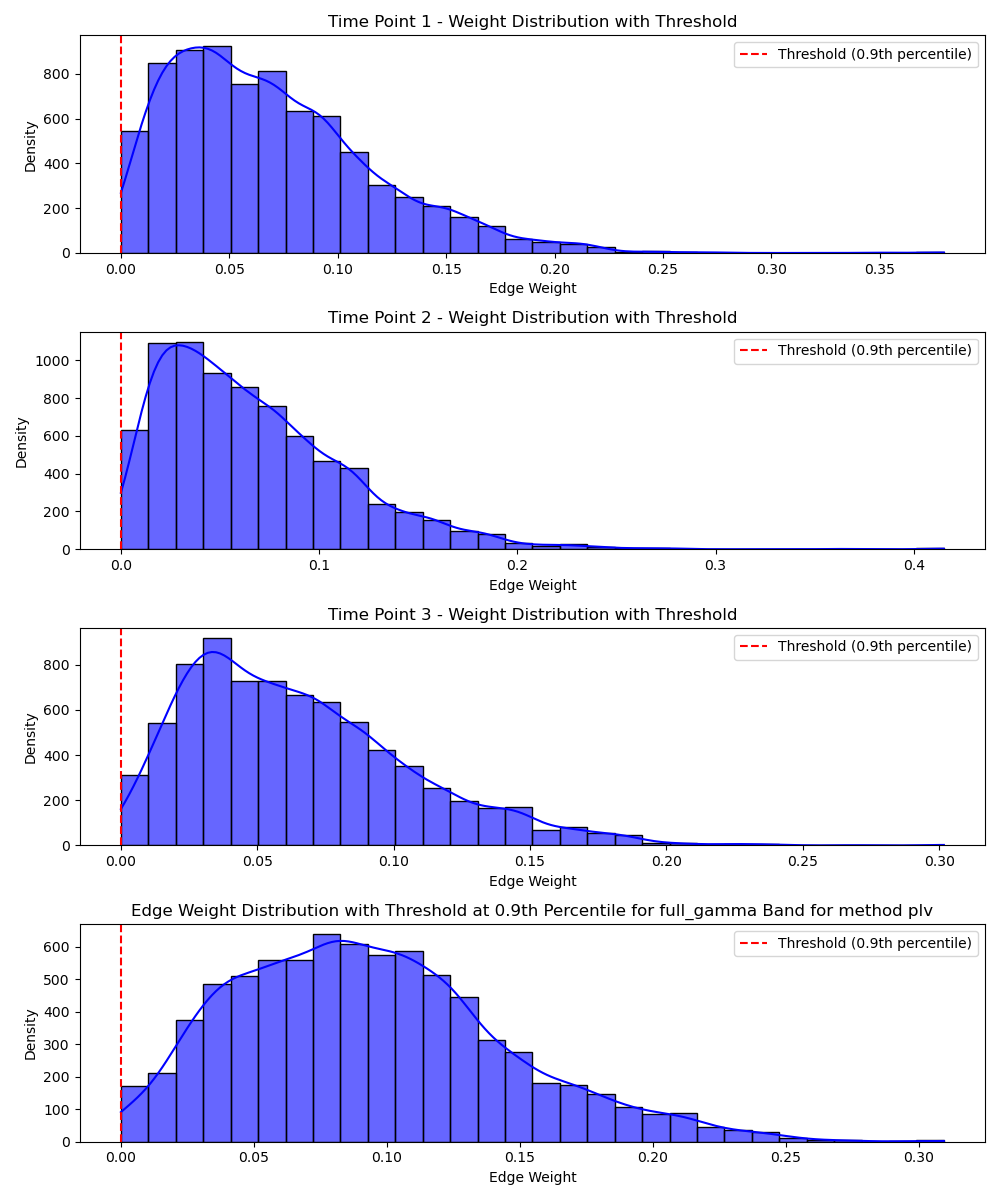 Time Point 1 - Weight Distribution with Threshold
Threshold (0.9th percentile)
Density
800
600
400
200
0
0.00 0.05 0.10 0.15 0.20 0.25 0.30 0.35
Edge Weight
Time Point 2 - Weight Distribution with Threshold
Threshold (0.9th percentile)
Density
1000
800
600
400
200
0
0.0 0.1 0.2 0.3 0.4
Edge Weight
Time Point 3 - Weight Distribution with Threshold
Threshold (0.9th percentile)
Density
800
600
400
200
0
0.00 0.05 0.10 0.15 0.20 0.25 0.30
Edge Weight
Edge Weight Distribution with Threshold at 0.9th Percentile for full_gamma Band for method plv
Threshold (0.9th percentile)
Density
600
500
400
300
200
100
0
0.00 0.05 0.10 0.15 0.20 0.25 0.30
Edge Weight